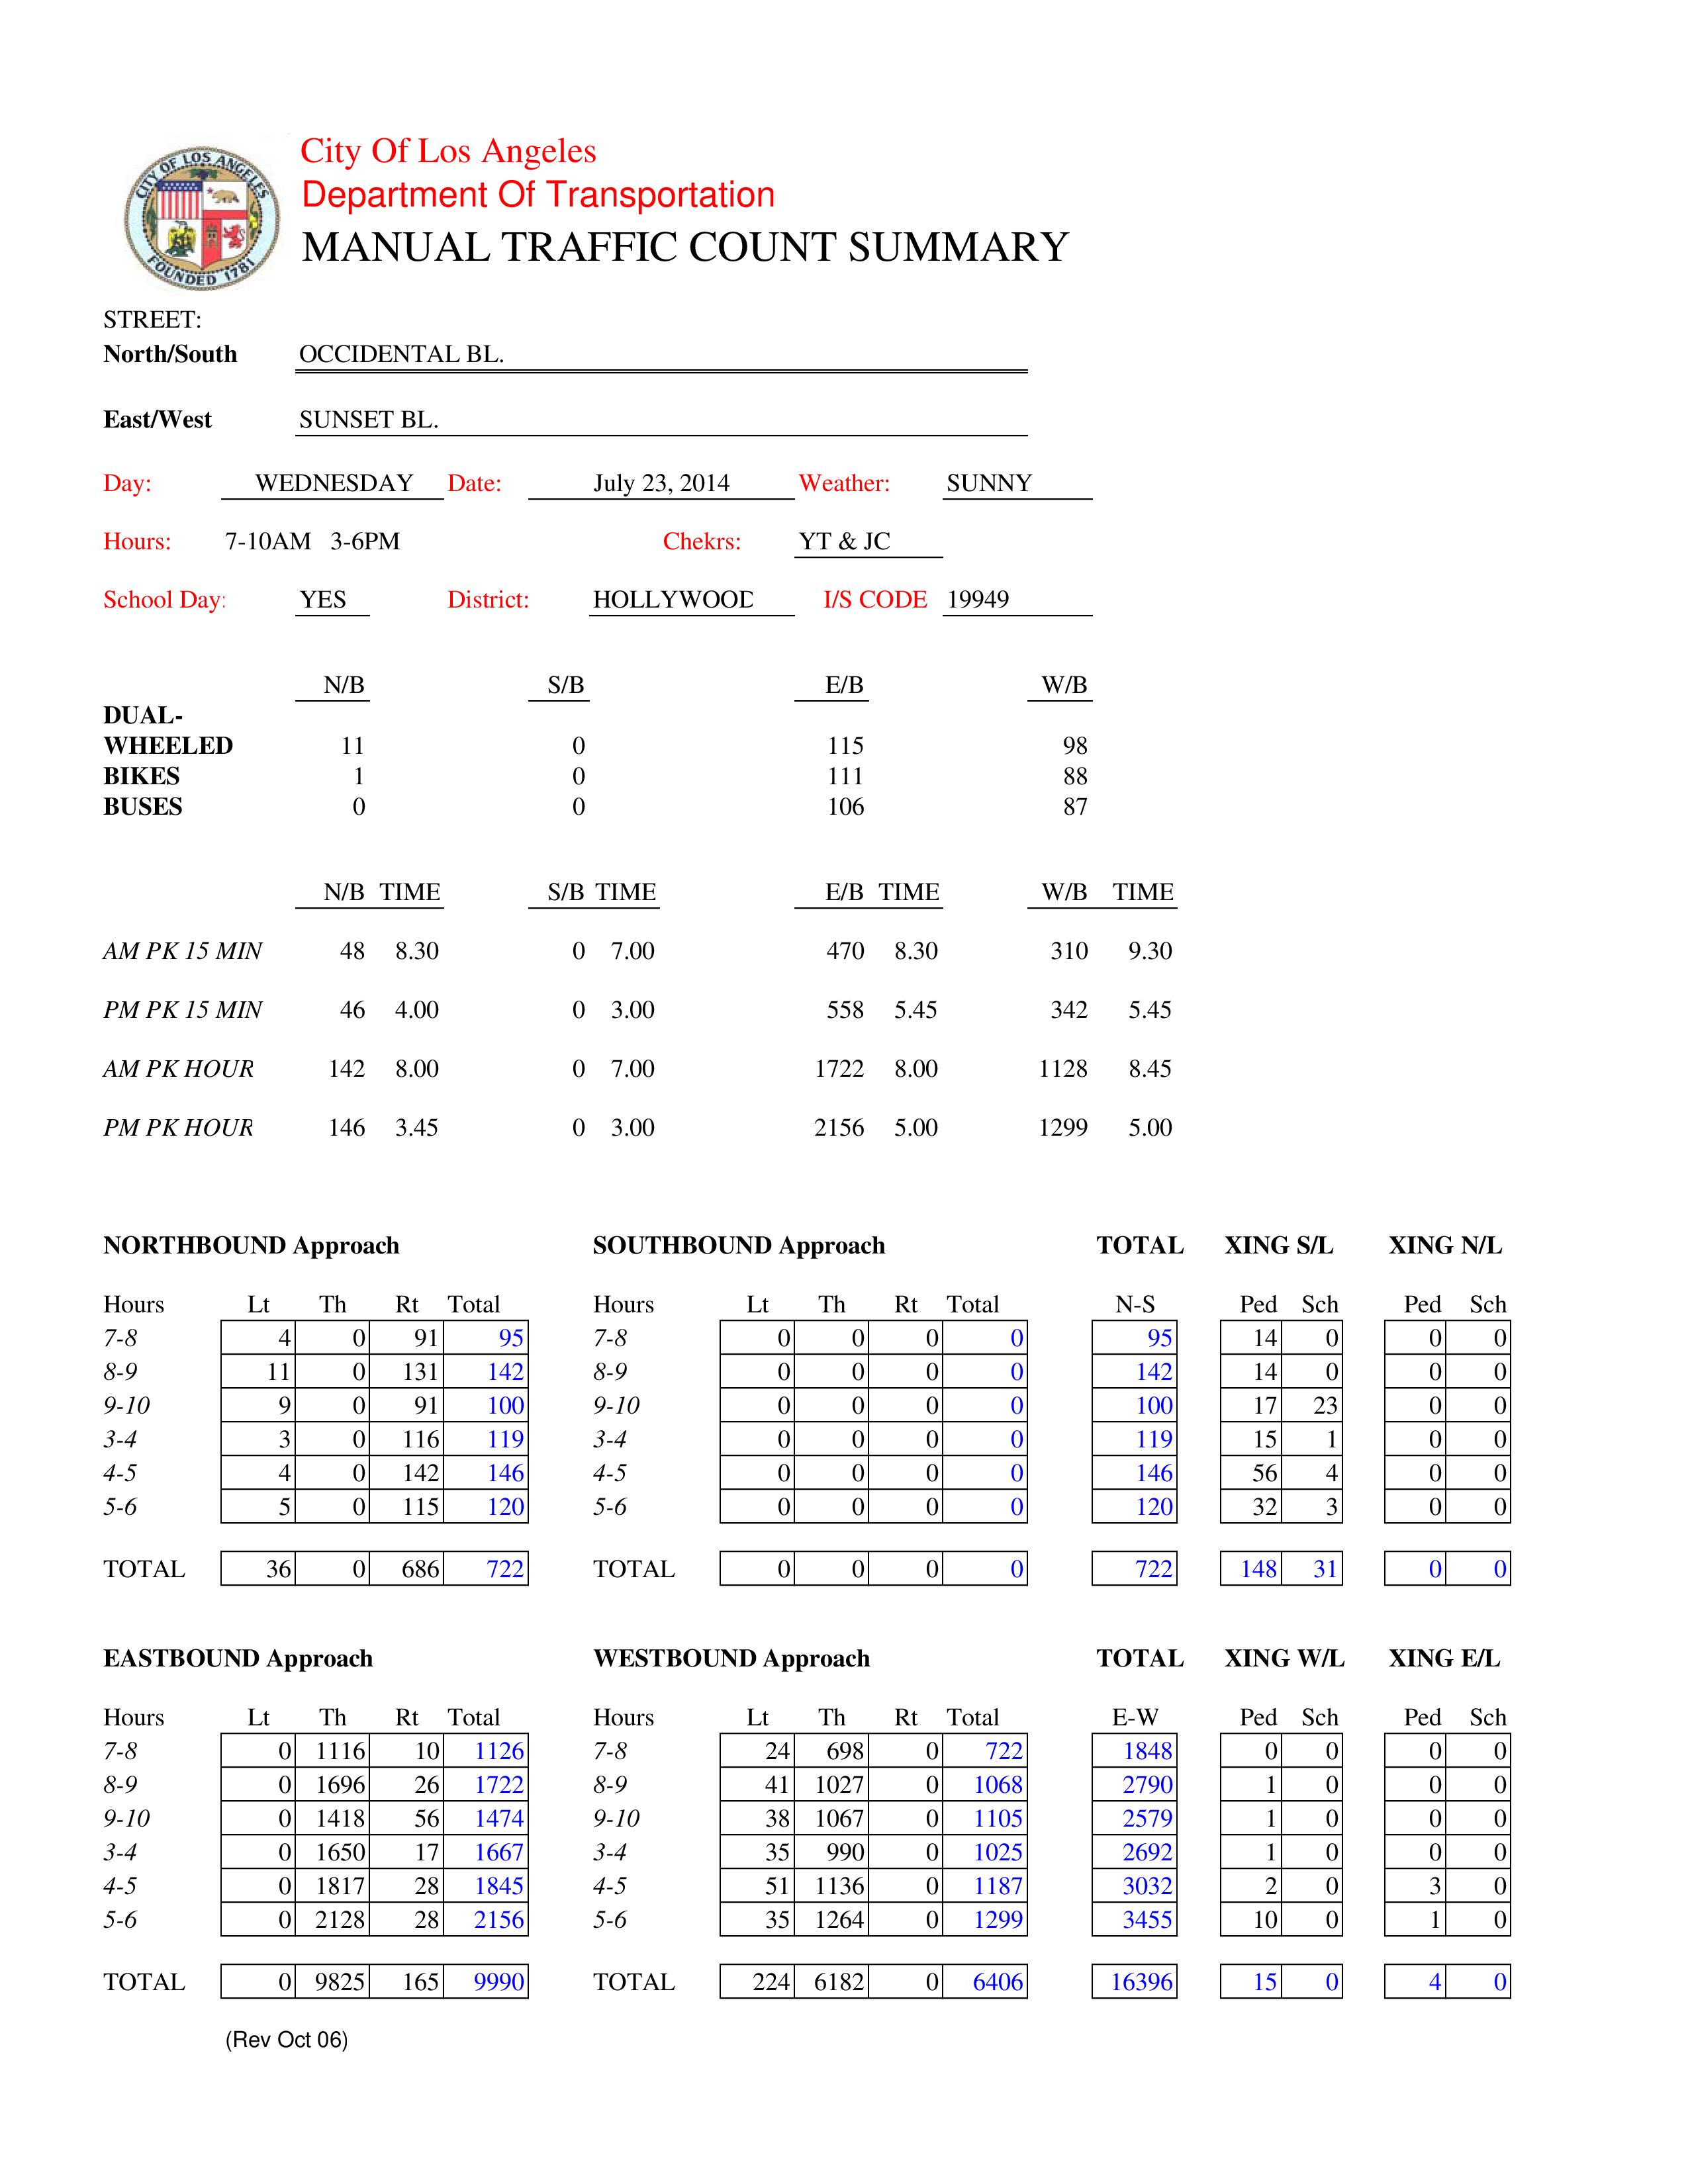 CITY OF LOS ANGELES
FOUNDED 1781
City Of Los Angeles
Department Of Transportation
MANUAL TRAFFIC COUNT SUMMARY
STREET:
North/South OCCIDENTAL BL.
East/West SUNSET BL.
Day: WEDNESDAY Date: July 23, 2014 Weather: SUNNY
Hours: 7-10AM 3-6PM Chekrs: YT & JC
School Day: YES District: HOLLYWOOD I/S CODE 19949
N/B S/B E/B W/B
DUAL-
WHEELED 11 0 115 98
BIKES 1 0 111 88
BUSES 0 0 106 87
N/B TIME S/B TIME E/B TIME W/B TIME
AM PK 15 MIN 48 8.30 0 7.00 470 8.30 310 9.30
PM PK 15 MIN 46 4.00 0 3.00 558 5.45 342 5.45
AM PK HOUR 142 8.00 0 7.00 1722 8.00 1128 8.45
PM PK HOUR 146 3.45 0 3.00 2156 5.00 1299 5.00
NORTHBOUND Approach SOUTHBOUND Approach TOTAL XING S/L XING N/L
Hours Lt Th Rt Total Hours Lt Th Rt Total N-S Ped Sch Ped Sch
7-8 4 0 91 95 7-8 0 0 0 0 95 14 0 0 0
8-9 11 0 131 142 8-9 0 0 0 0 142 14 0 0 0
9-10 9 0 91 100 9-10 0 0 0 0 100 17 23 0 0
3-4 3 0 116 119 3-4 0 0 0 0 119 15 1 0 0
4-5 4 0 142 146 4-5 0 0 0 0 146 56 4 0 0
5-6 5 0 115 120 5-6 0 0 0 0 120 32 3 0 0
TOTAL 36 0 686 722 TOTAL 0 0 0 0 722 148 31 0 0
EASTBOUND Approach WESTBOUND Approach TOTAL XING W/L XING E/L
Hours Lt Th Rt Total Hours Lt Th Rt Total E-W Ped Sch Ped Sch
7-8 0 1116 10 1126 7-8 24 698 0 722 1848 0 0 0 0
8-9 0 1696 26 1722 8-9 41 1027 0 1068 2790 1 0 0 0
9-10 0 1418 56 1474 9-10 38 1067 0 1105 2579 1 0 0 0
3-4 0 1650 17 1667 3-4 35 990 0 1025 2692 1 0 0 0
4-5 0 1817 28 1845 4-5 51 1136 0 1187 3032 2 0 3 0
5-6 0 2128 28 2156 5-6 35 1264 0 1299 3455 10 0 1 0
TOTAL 0 9825 165 9990 TOTAL 224 6182 0 6406 16396 15 0 4 0
(Rev Oct 06)